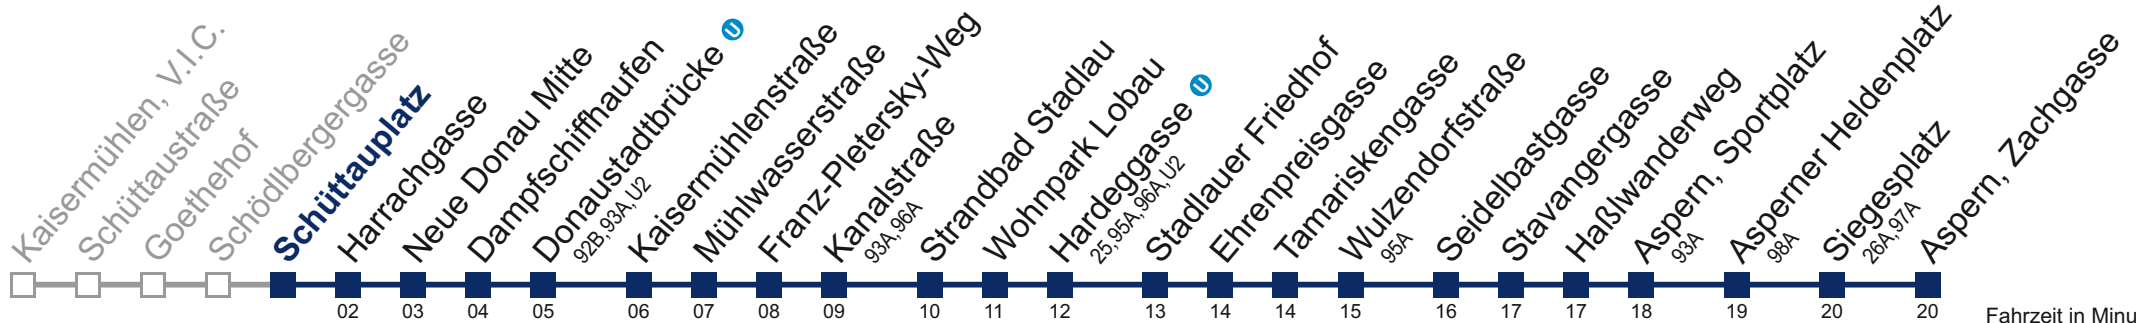 Kaisermühlen, V.I.C.
Schüttaustraße
Goethehof
Schödlbergergasse
Schüttauplatz
Harrachgasse
02
Neue Donau Mitte
03
Dampfschiffhaufen
04
Donaustadtbrücke U
92B, 93A, U2
05
Kaisermühlenstraße
06
Mühlwasserstraße
07
Franz-Pletersky-Weg
08
Kanalstraße
93A, 96A
09
Strandbad Stadlau
10
Wohnpark Lobau
11
Hardeggasse U
25, 95A, 96A, U2
12
Stadlauer Friedhof
13
Ehrenpreisgasse
14
Tamariskengasse
14
Wulzendorfstraße
95A
15
Seidelbastgasse
16
Stavangergasse
17
Haßlwanderweg
17
Aspern, Sportplatz
93A
18
Asperner Heldenplatz
98A
19
Siegesplatz
26A, 97A
20
Aspern, Zachgasse
20
Fahrzeit in Minu